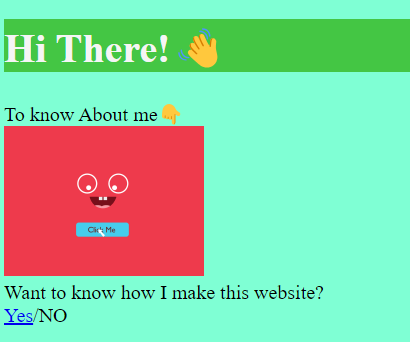 Hi There! 👋
To know About me👇
Click Me
Want to know how I make this website?
Yes/NO